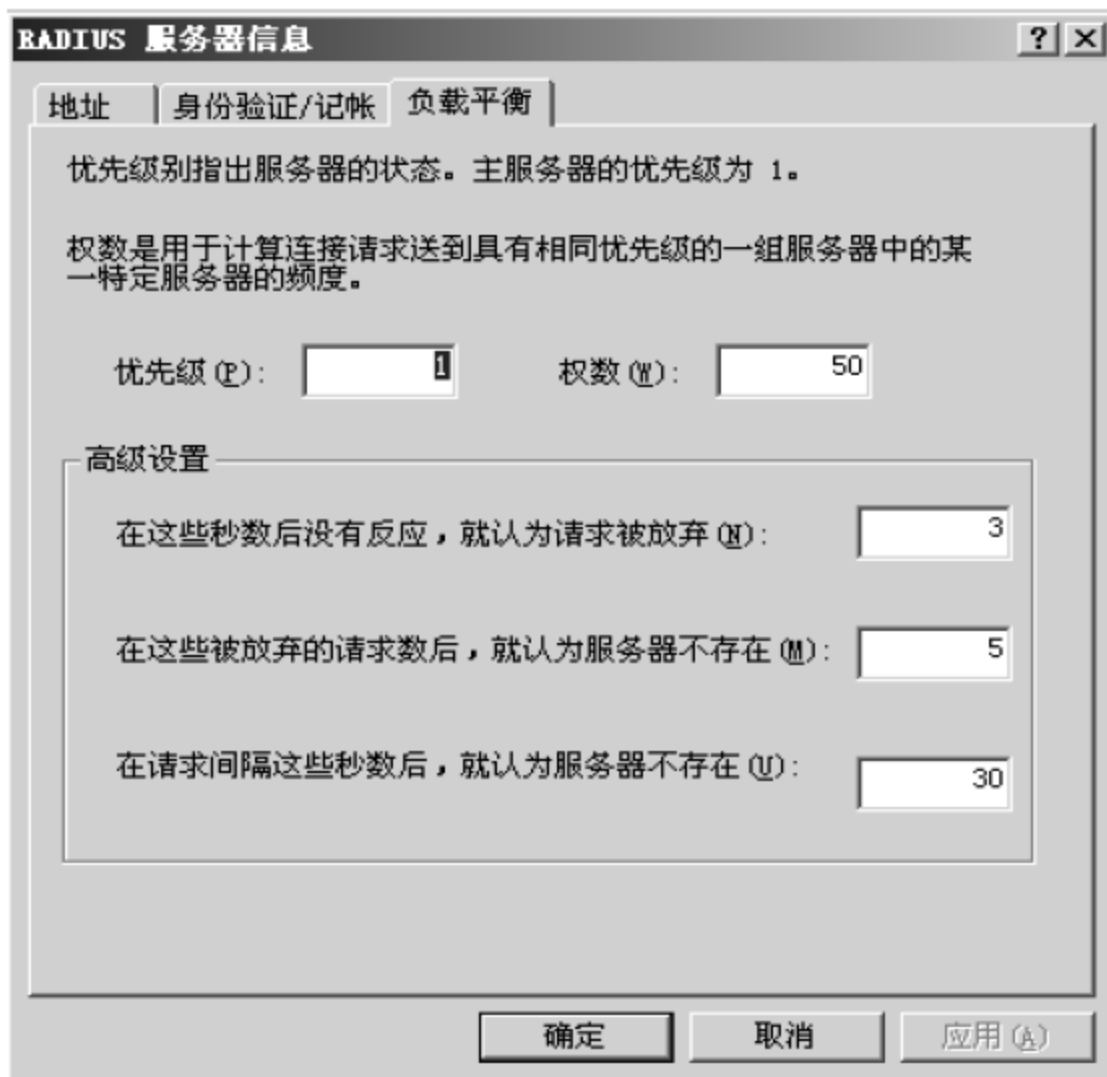 RADIUS 服务器信息
地址 身份验证/记帐 负载平衡
优先级别指出服务器的状态。主服务器的优先级为 1。
权数是用于计算连接请求送到具有相同优先级的一组服务器中的某
一特定服务器的频度。
优先级(P): 1 权数(W): 50
高级设置
在这些秒数后没有反应，就认为请求被放弃(N): 3
在这些被放弃的请求数后，就认为服务器不存在(M): 5
在请求间隔这些秒数后，就认为服务器不存在(U): 30
确定 取消 应用(A)